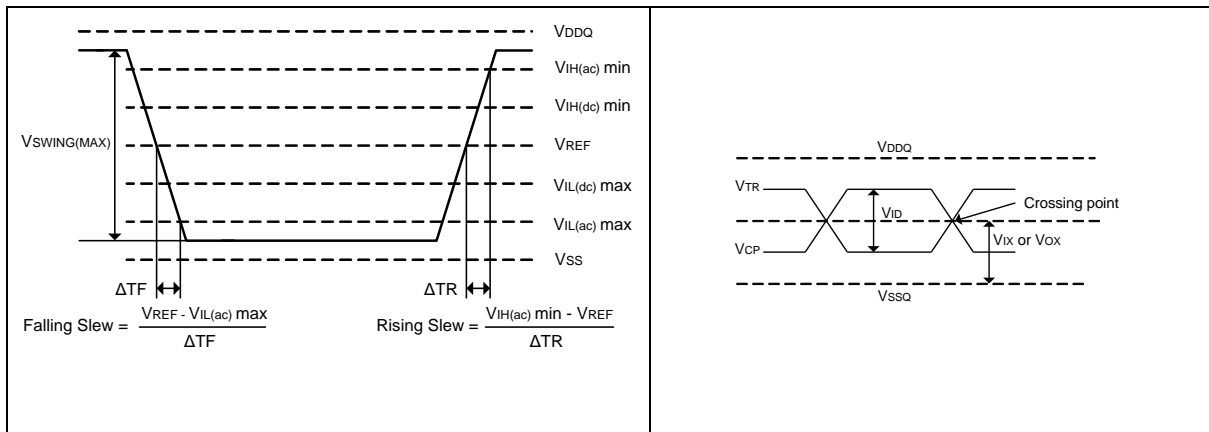 VDDQ
VIH(ac) min
VIH(dc) min
VSWING(MAX)
VREF
VIL(dc) max
VIL(ac) max
VSS
ΔTF
ΔTR
Falling Slew = VREF - VIL(ac) max
ΔTF
Rising Slew = VIH(ac) min - VREF
ΔTR
VDDQ
VTR
VID
Crossing point
VIX or VOX
VCP
VSSQ